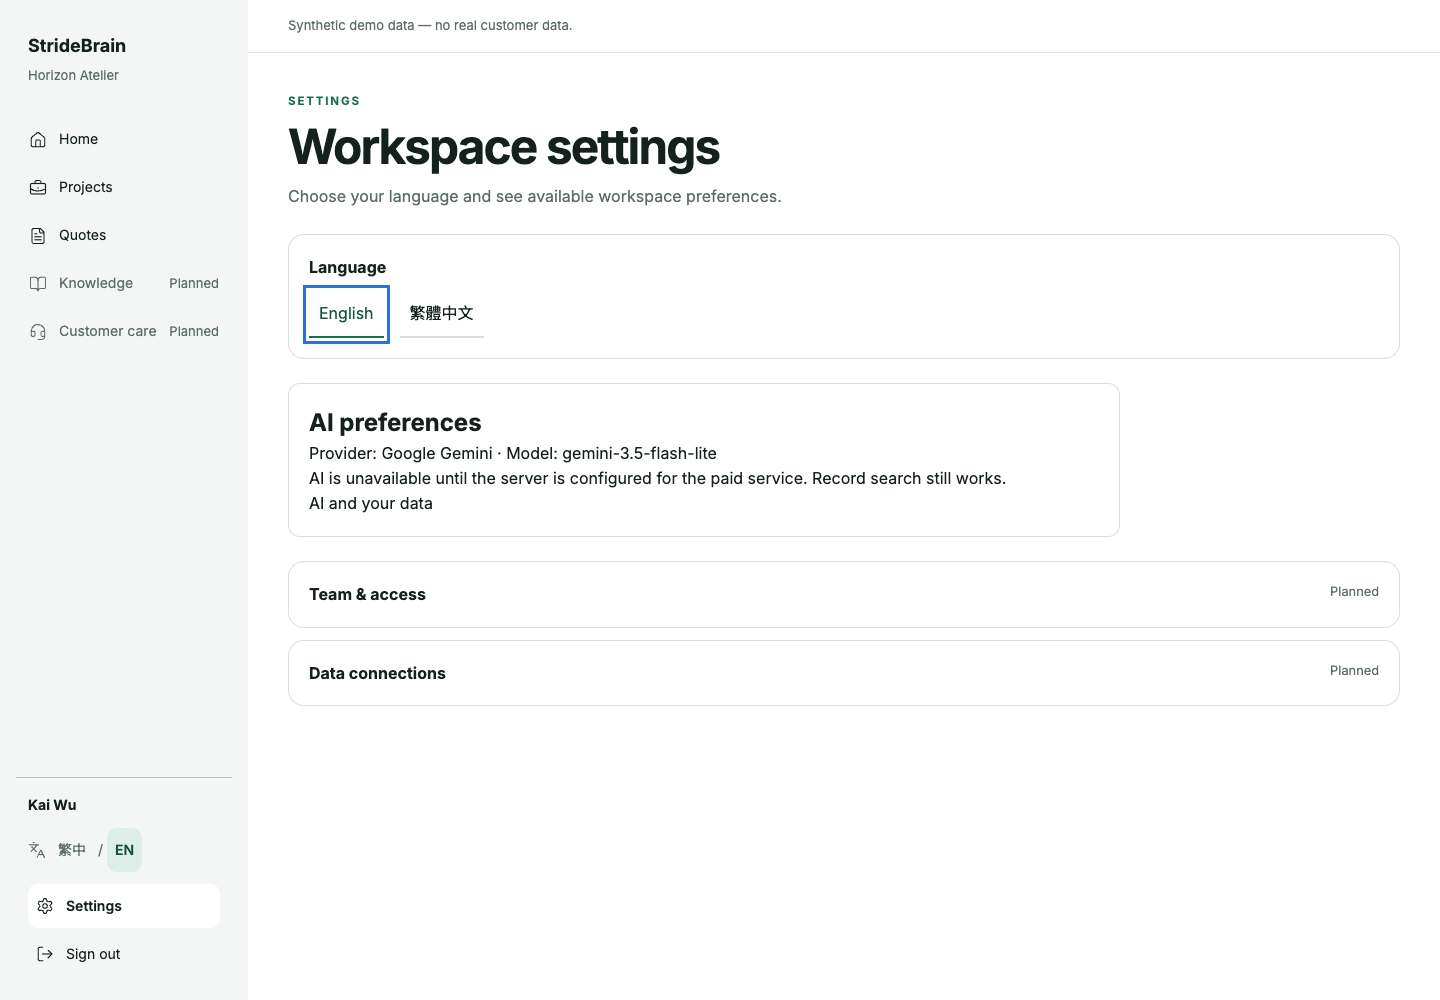 StrideBrain
Horizon Atelier
Home
Projects
Quotes
Knowledge Planned
Customer care Planned
Kai Wu
繁中 / EN
Settings
Sign out
Synthetic demo data — no real customer data.
SETTINGS
Workspace settings
Choose your language and see available workspace preferences.
Language
English 繁體中文
AI preferences
Provider: Google Gemini · Model: gemini-3.5-flash-lite
AI is unavailable until the server is configured for the paid service. Record search still works.
AI and your data
Team & access Planned
Data connections Planned